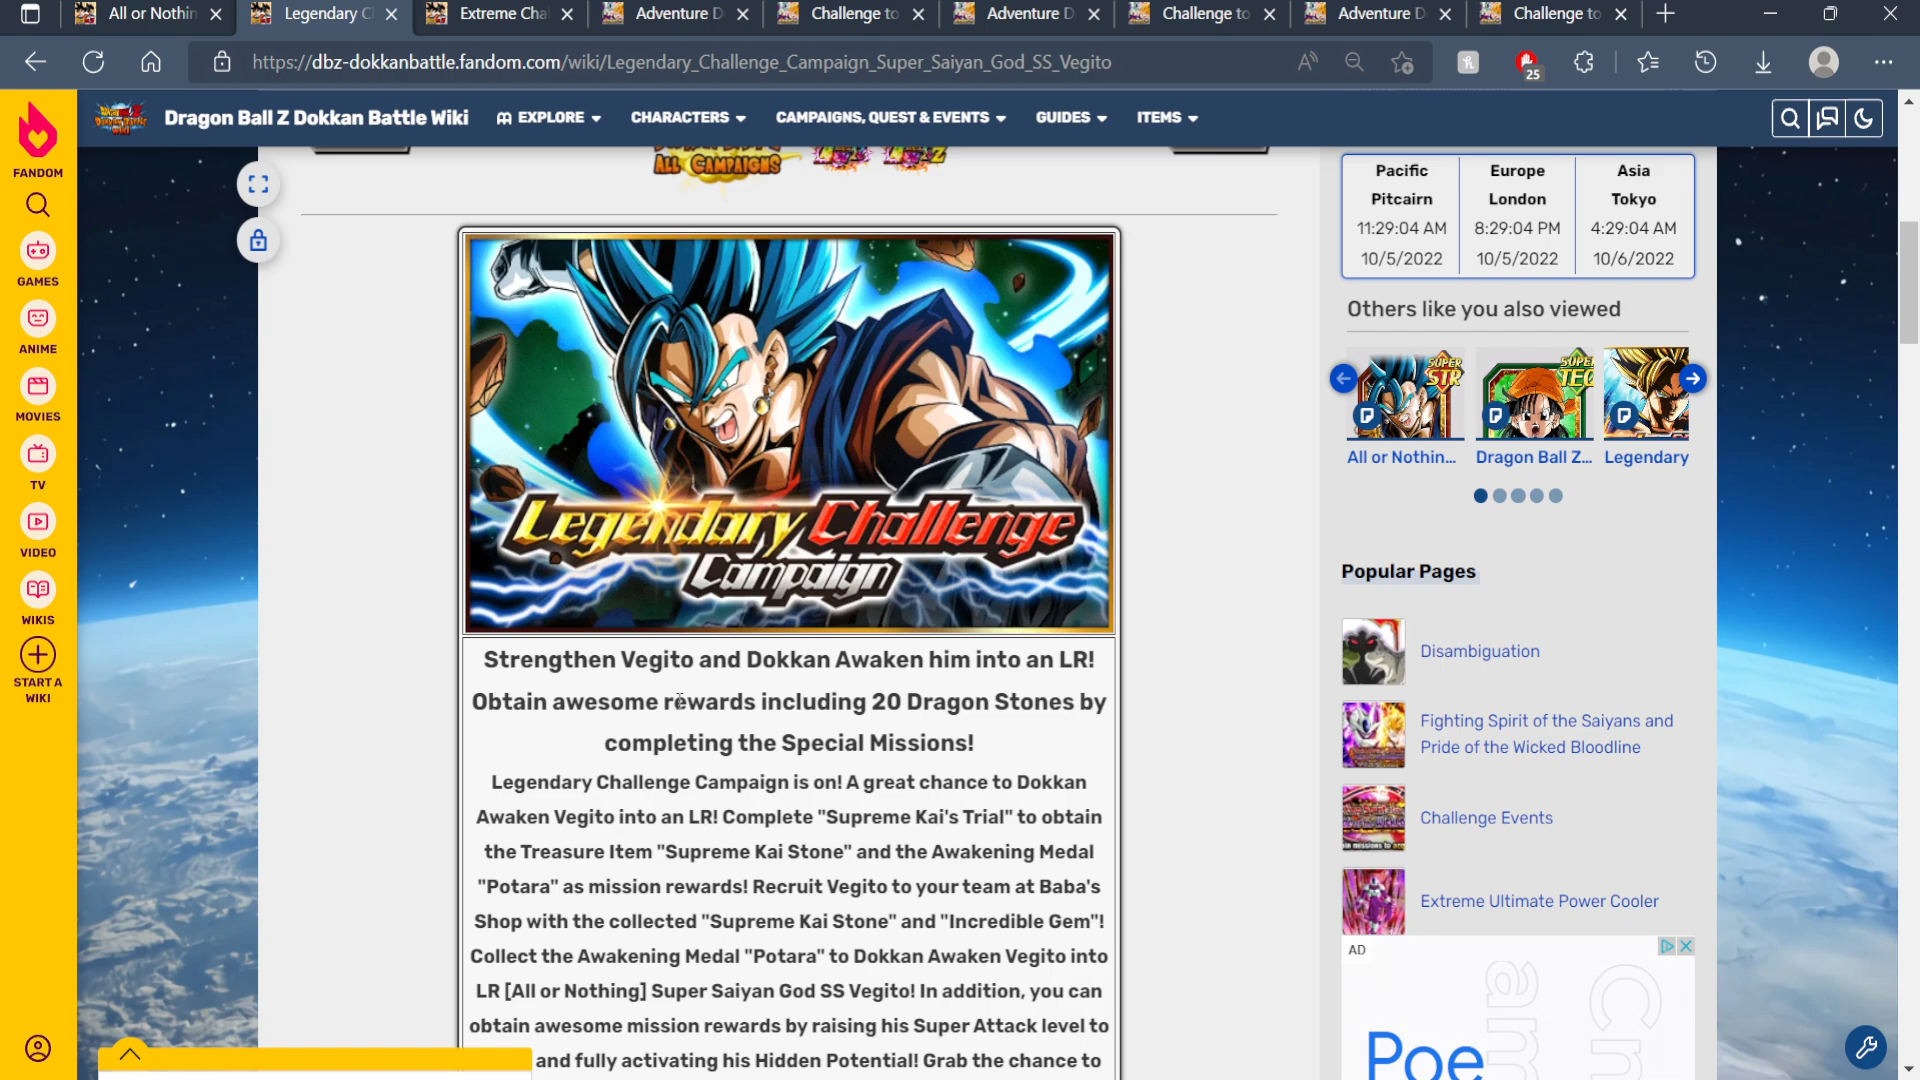 All or Nothin
Legendary C
Extreme Cha
Adventure D
Challenge to
Adventure D
Challenge to
Adventure D
Challenge to
https://dbz-dokkanbattle.fandom.com/wiki/Legendary_Challenge_Campaign_Super_Saiyan_God_SS_Vegito
25
Dragon Ball Z Dokkan Battle Wiki
EXPLORE
CHARACTERS
CAMPAIGNS, QUEST & EVENTS
GUIDES
ITEMS
FANDOM
GAMES
ANIME
MOVIES
TV
VIDEO
WIKIS
START A
WIKI
ALL CAMPAIGNS
Legendary Challenge
Campaign
Strengthen Vegito and Dokkan Awaken him into an LR!
Obtain awesome rewards including 20 Dragon Stones by
completing the Special Missions!
Legendary Challenge Campaign is on! A great chance to Dokkan
Awaken Vegito into an LR! Complete "Supreme Kai's Trial" to obtain
the Treasure Item "Supreme Kai Stone" and the Awakening Medal
"Potara" as mission rewards! Recruit Vegito to your team at Baba's
Shop with the collected "Supreme Kai Stone" and "Incredible Gem"!
Collect the Awakening Medal "Potara" to Dokkan Awaken Vegito into
LR [All or Nothing] Super Saiyan God SS Vegito! In addition, you can
obtain awesome mission rewards by raising his Super Attack level to
and fully activating his Hidden Potential! Grab the chance to
Pacific
Pitcairn
11:29:04 AM
10/5/2022
Europe
London
8:29:04 PM
10/5/2022
Asia
Tokyo
4:29:04 AM
10/6/2022
Others like you also viewed
SUPER
STR
SUPER
TEQ
All or Nothin...
Dragon Ball Z...
Legendary
Popular Pages
Disambiguation
Fighting Spirit of the Saiyans and
Pride of the Wicked Bloodline
Challenge Events
Extreme Ultimate Power Cooler
AD
Poe